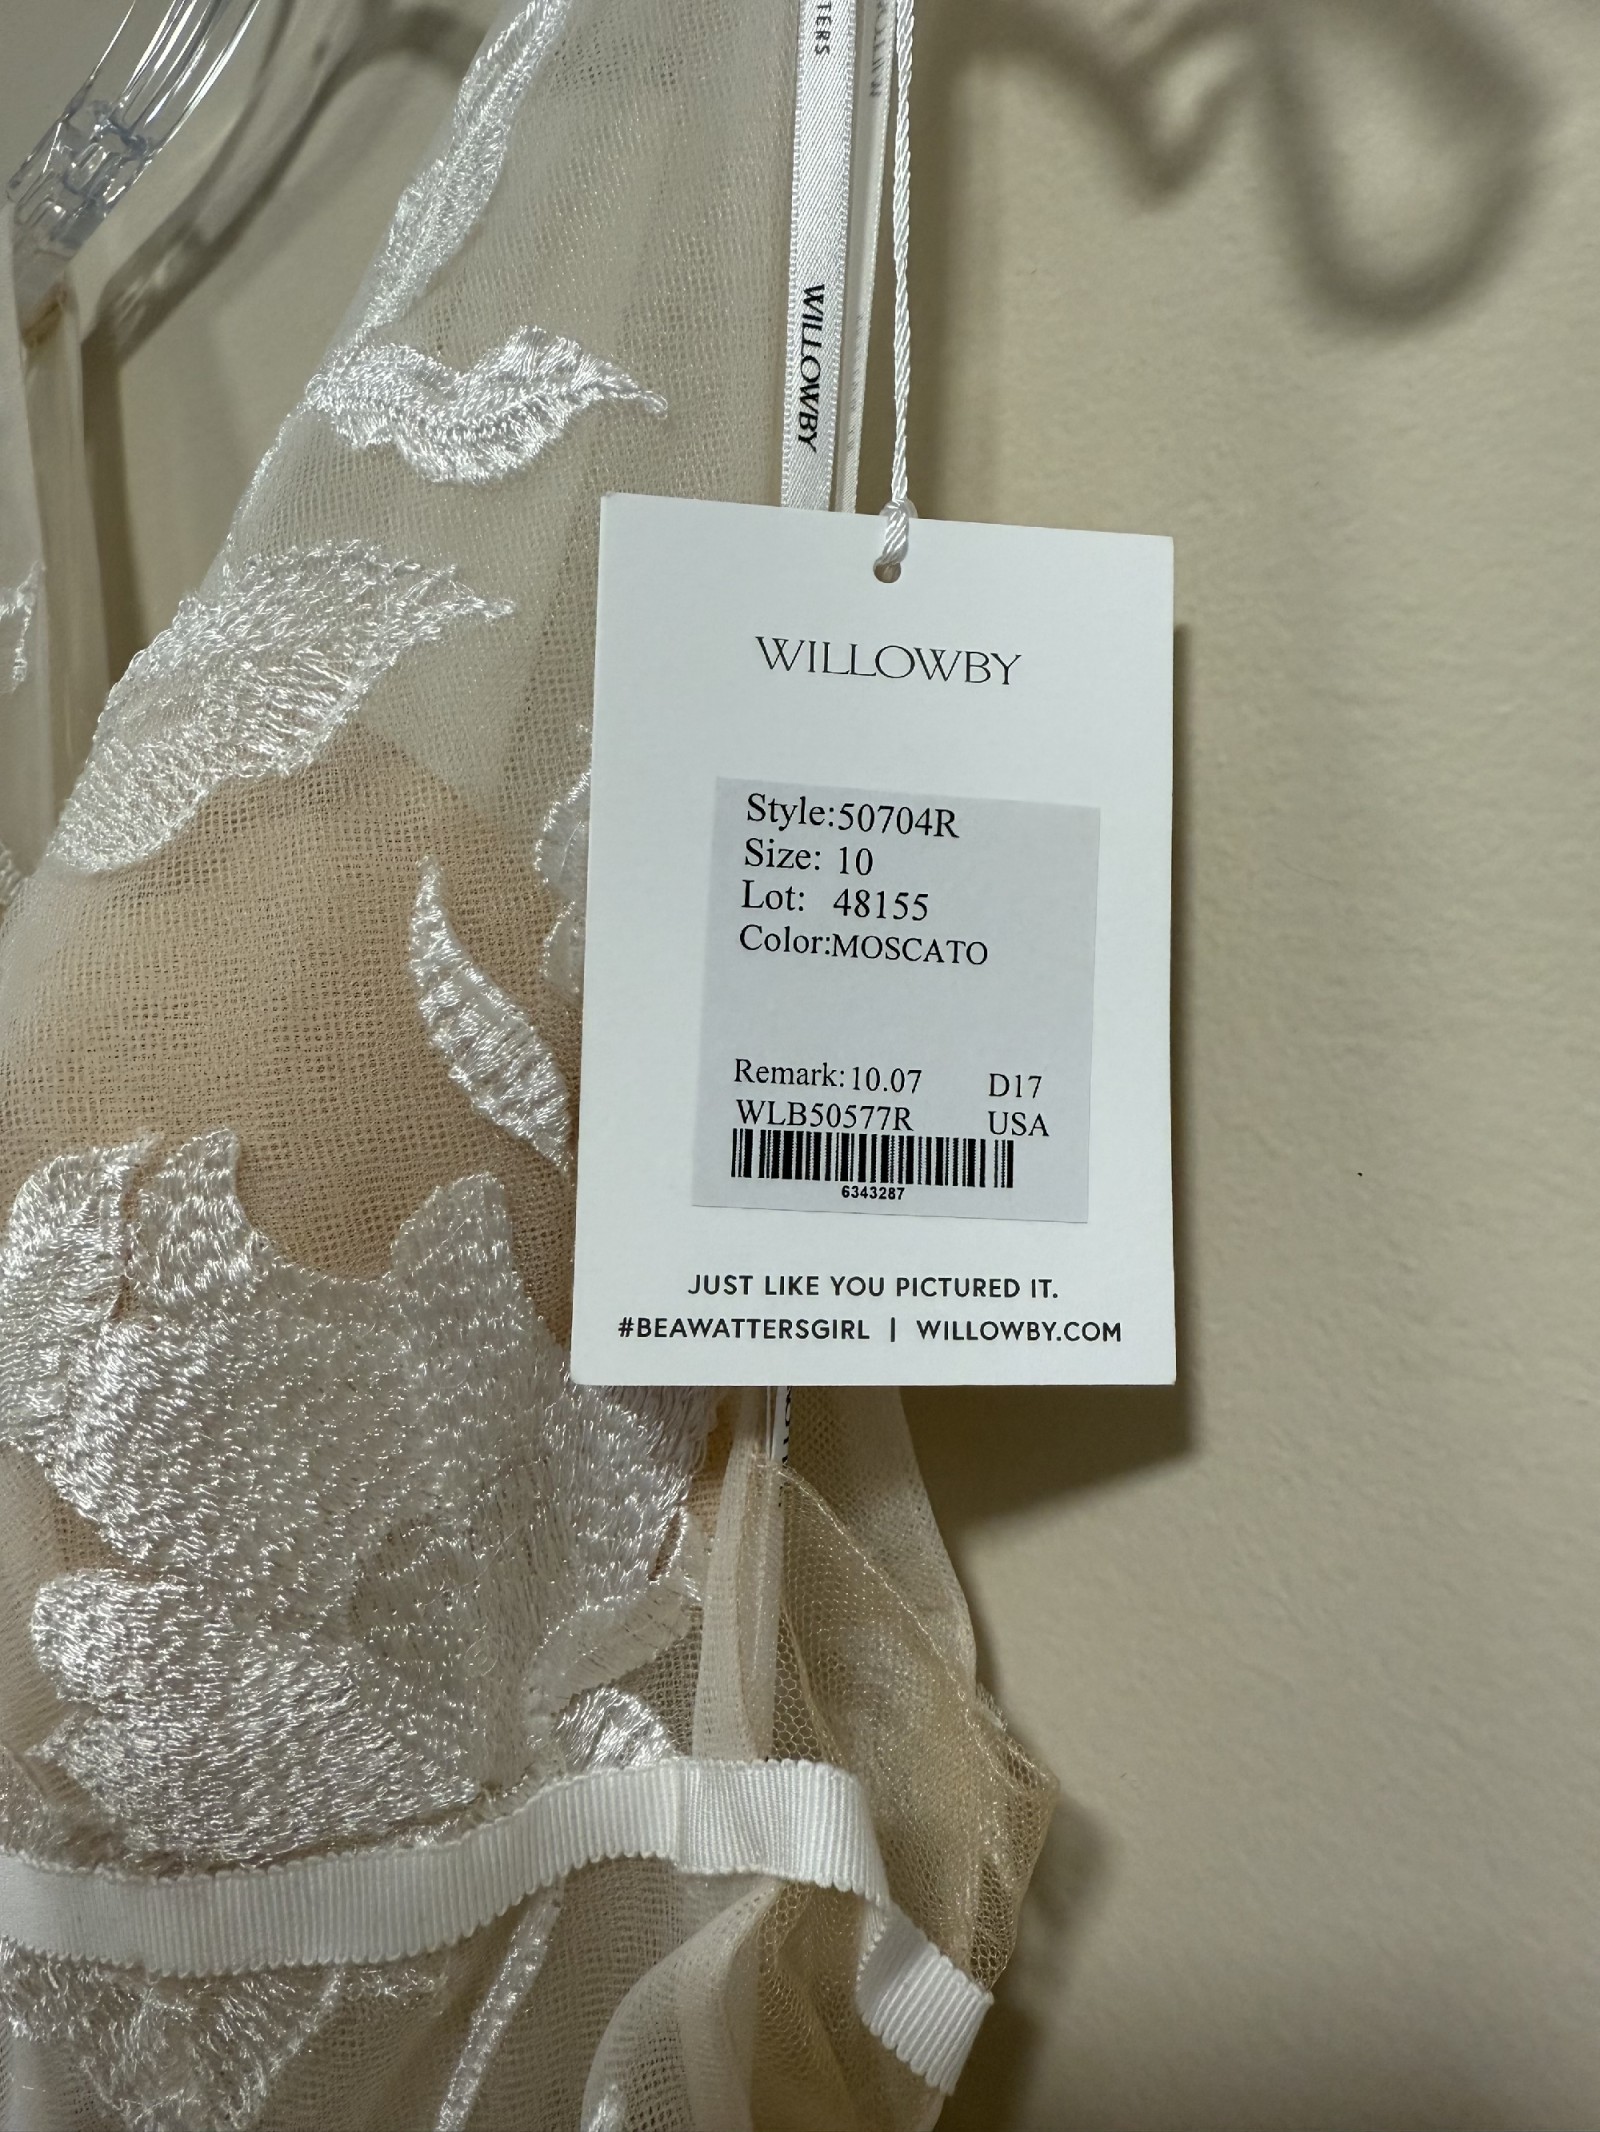 WILLOWBY
WILLOWBY
Style:50704R
Size: 10
Lot: 48155
Color:MOSCATO
Remark:10.07 D17
WLB50577R USA
6343287
JUST LIKE YOU PICTURED IT.
#BEAWATTERSGIRL | WILLOWBY.COM